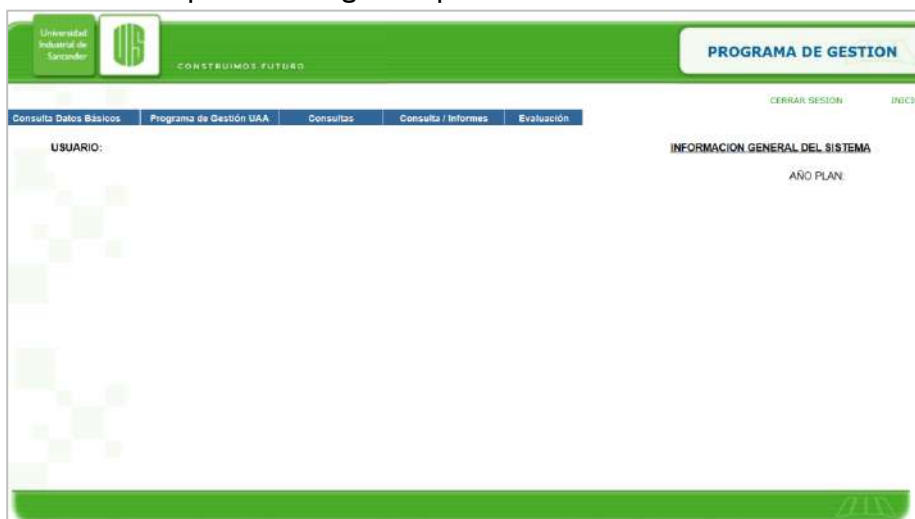 Universidad
Industrial de
Santander
CONSTRUIMOS FUTURO
PROGRAMA DE GESTION
CERRAR SESION
INICI
Consulta Datos Básicos
Programa de Gestión UAA
Consultas
Consulta / Informes
Evaluación
USUARIO:
INFORMACION GENERAL DEL SISTEMA
AÑO PLAN: